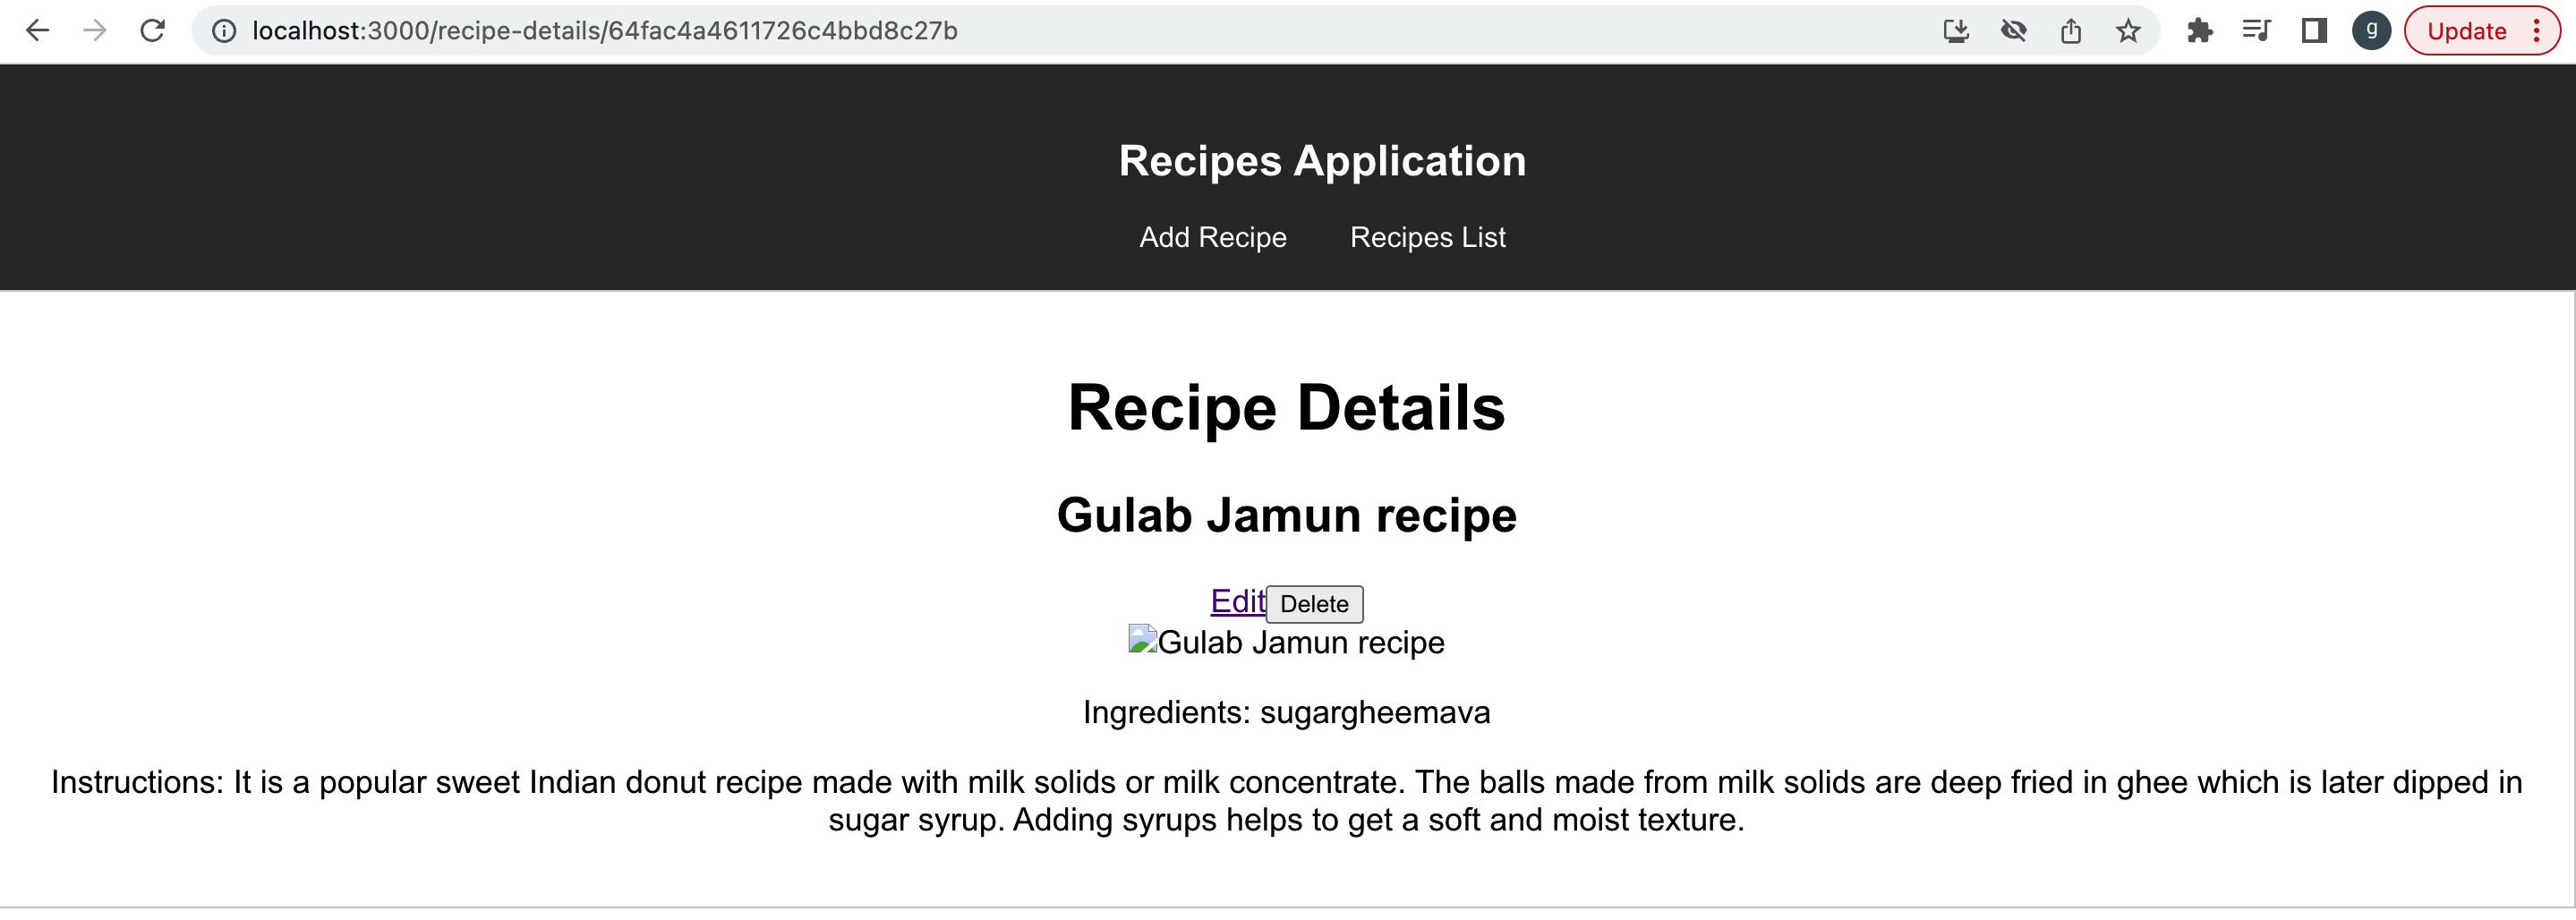 localhost:3000/recipe-details/64fac4a4611726c4bbd8c27b
g
Update
Recipes Application
Add Recipe Recipes List
Recipe Details
Gulab Jamun recipe
Edit Delete
Gulab Jamun recipe
Ingredients: sugargheemava
Instructions: It is a popular sweet Indian donut recipe made with milk solids or milk concentrate. The balls made from milk solids are deep fried in ghee which is later dipped in
sugar syrup. Adding syrups helps to get a soft and moist texture.